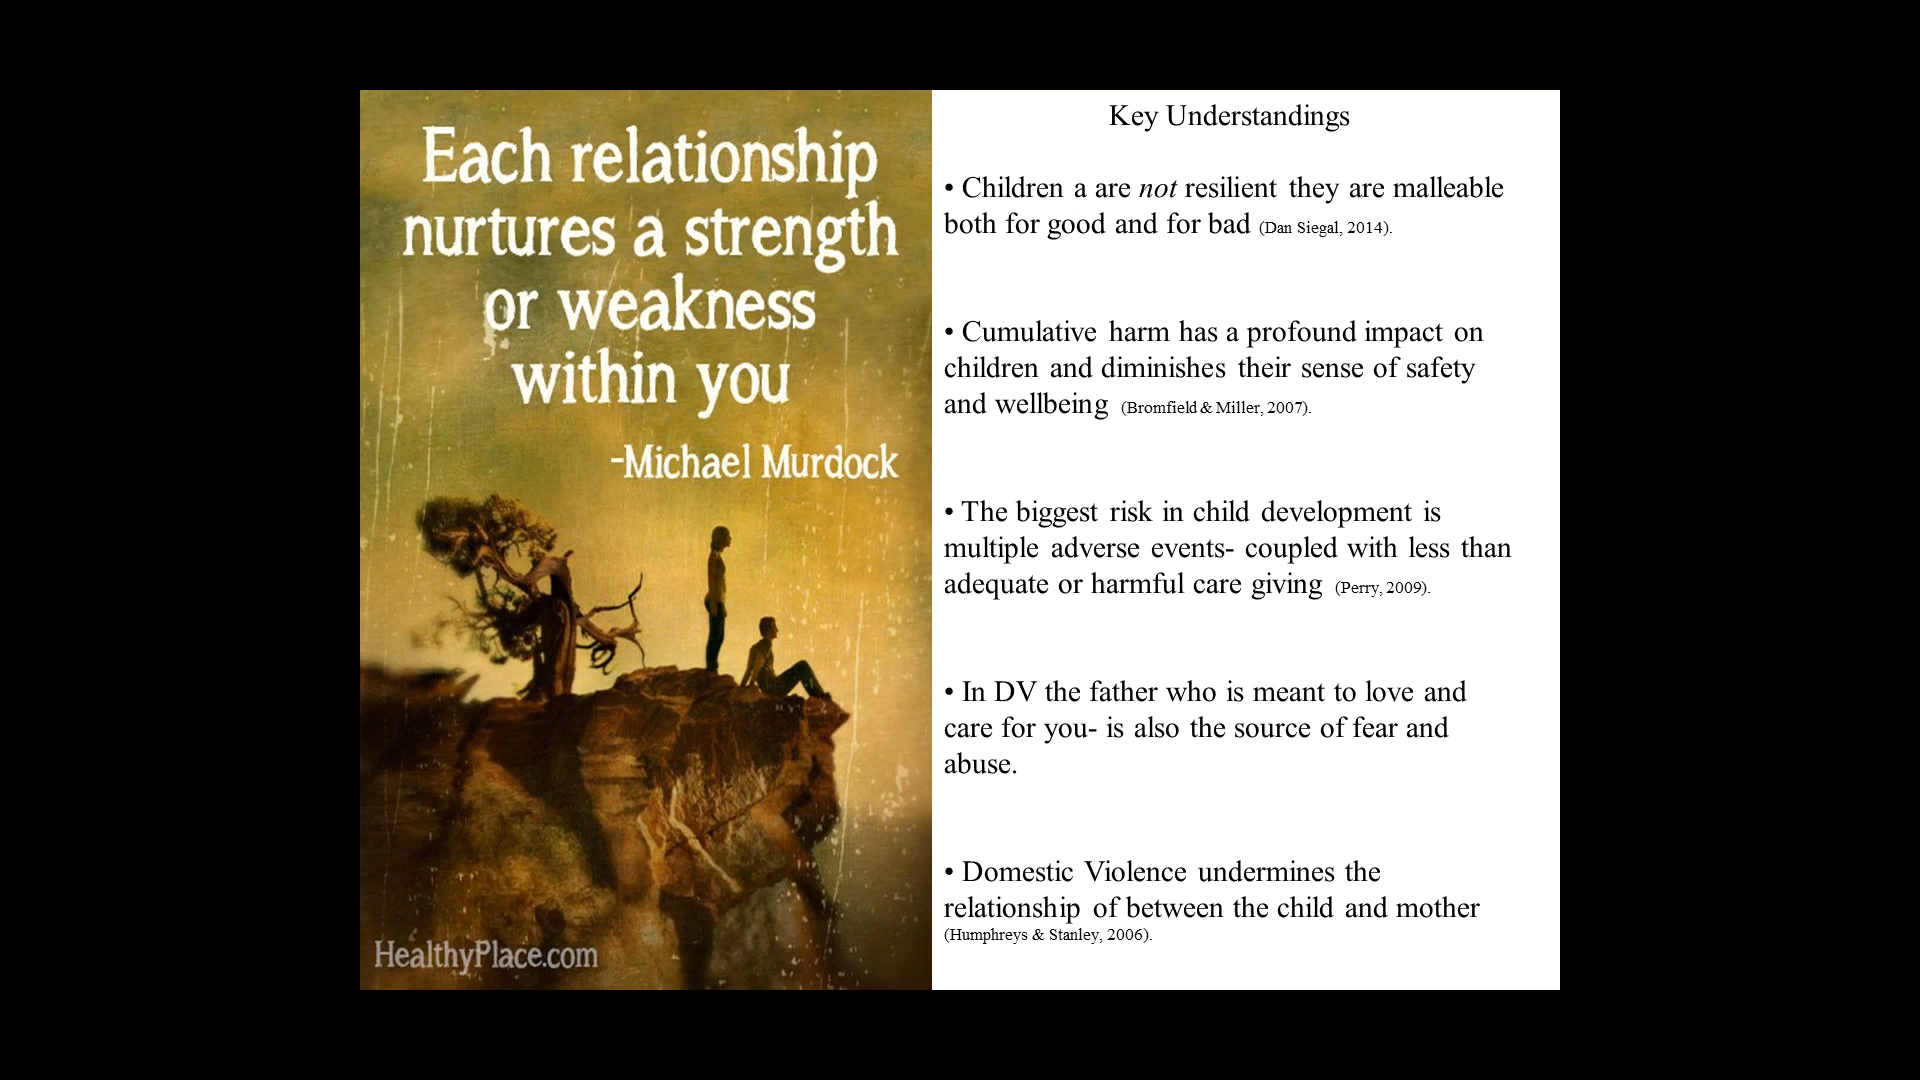 Each relationship
nurtures a strength
or weakness
within you
-Michael Murdock
HealthyPlace.com
Key Understandings
• Children a are not resilient they are malleable
both for good and for bad (Dan Siegal, 2014).
• Cumulative harm has a profound impact on
children and diminishes their sense of safety
and wellbeing (Bromfield & Miller, 2007).
• The biggest risk in child development is
multiple adverse events- coupled with less than
adequate or harmful care giving (Perry, 2009).
• In DV the father who is meant to love and
care for you- is also the source of fear and
abuse.
• Domestic Violence undermines the
relationship of between the child and mother
(Humphreys & Stanley, 2006).